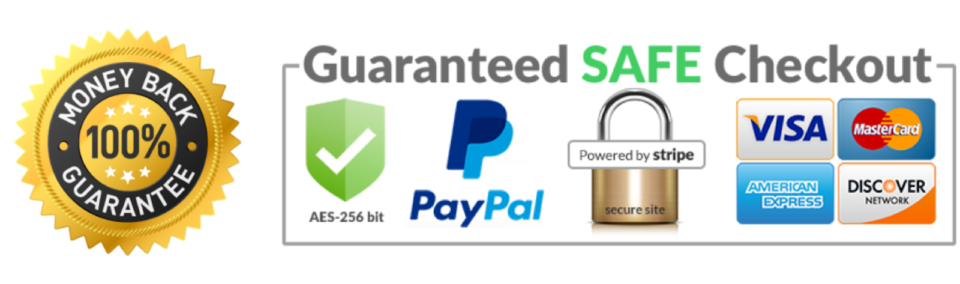 MONEY BACK
100%
GUARANTEE
Guaranteed SAFE Checkout
AES-256 bit
PayPal
Powered by stripe
secure site
VISA
MasterCard
AMERICAN
EXPRESS
DISCOVER
NETWORK